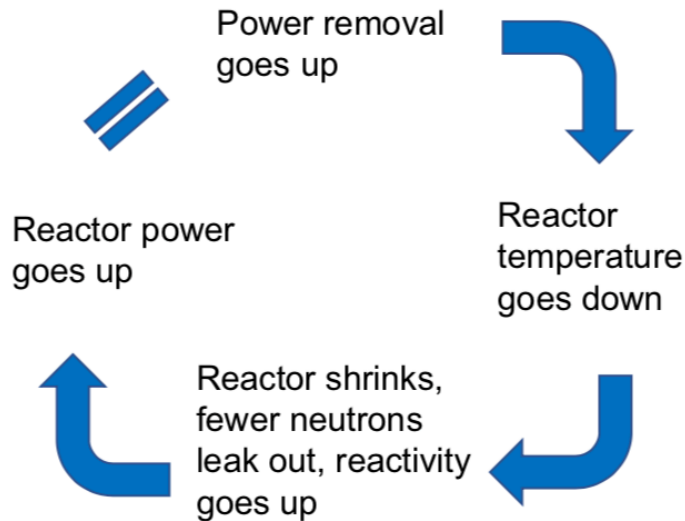 Power removal
goes up
Reactor
temperature
goes down
Reactor shrinks,
fewer neutrons
leak out, reactivity
goes up
Reactor power
goes up